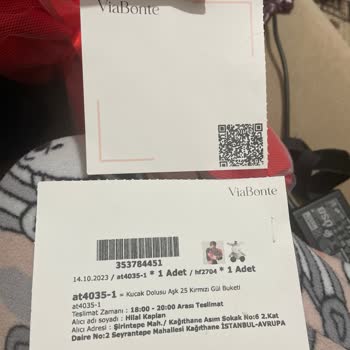 ViaBonte
ViaBonte
353784451
14.10.2023 / at4035-1 * 1 Adet / hf2704 * 1 Adet
at4035-1 = Kucak Dolusu Aşk 25 Kırmızı Gül Buketi
at4035-1
Teslimat Zamanı : 18:00 - 20:00 Arası Teslimat
Alıcı adı soyadı : Hilal Kaplan
Alıcı Adresi : Şirintepe Mah./ Kağıthane Asım Sokak No:6 2.Kat
Daire No:2 Seyrantepe Mahallesi Kağıthane İSTANBUL-AVRUPA